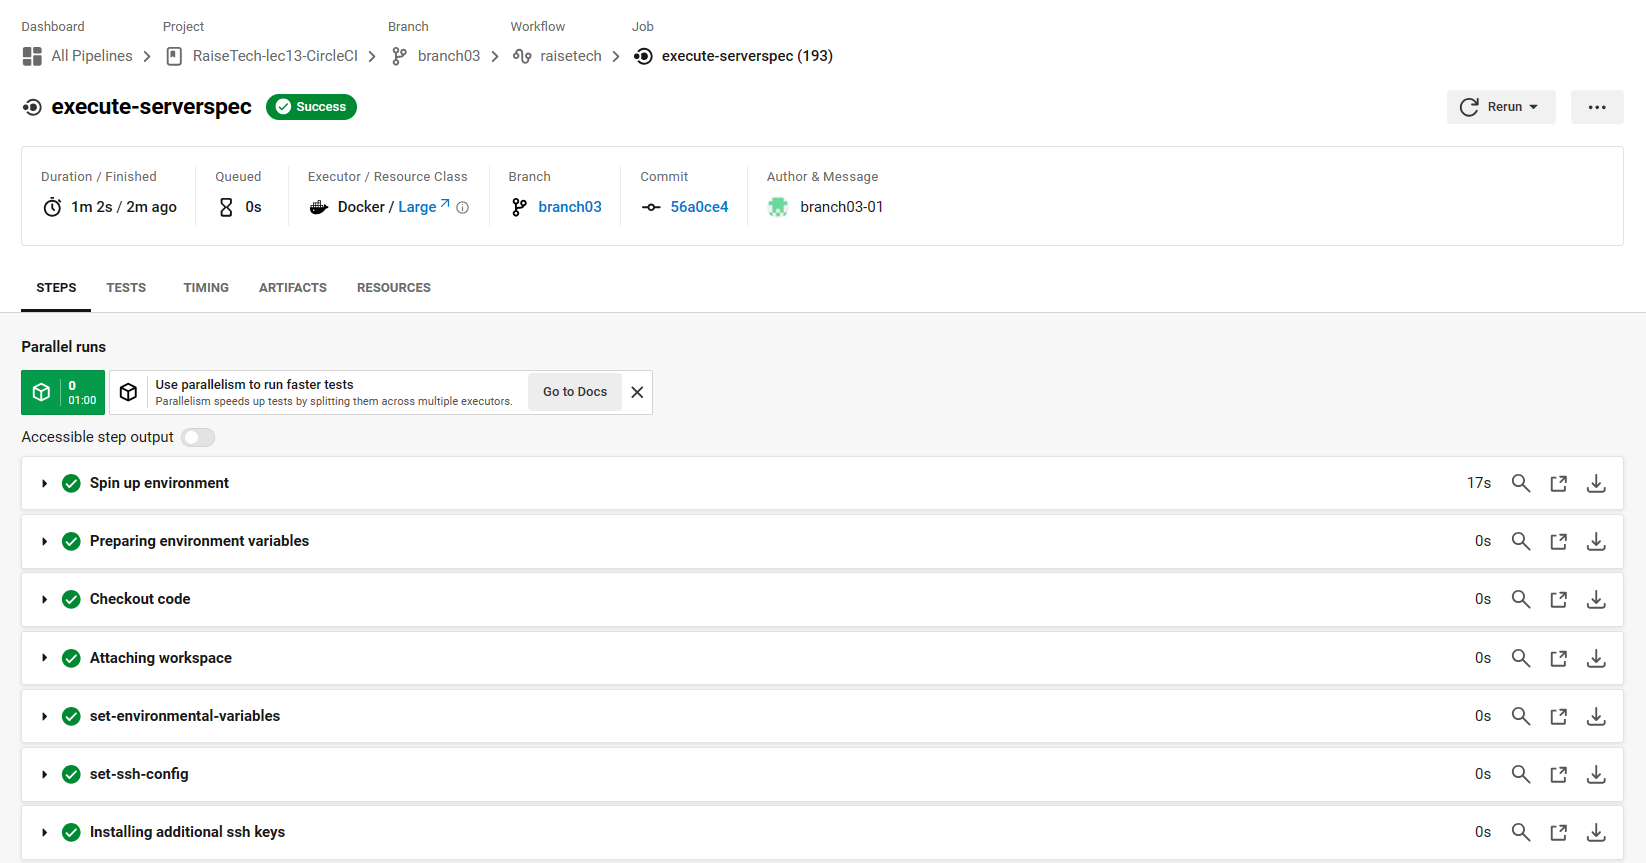 Dashboard Project Branch Workflow Job
All Pipelines RaiseTech-lec13-CircleCI branch03 raisetech execute-serverspec (193)
execute-serverspec Success Rerun
Duration / Finished Queued Executor / Resource Class Branch Commit Author & Message
1m 2s / 2m ago 0s Docker / Large branch03 56a0ce4 branch03-01
STEPS TESTS TIMING ARTIFACTS RESOURCES
Parallel runs
0
01:00
Use parallelism to run faster tests
Parallelism speeds up tests by splitting them across multiple executors.
Go to Docs
Accessible step output
Spin up environment 17s
Preparing environment variables 0s
Checkout code 0s
Attaching workspace 0s
set-environmental-variables 0s
set-ssh-config 0s
Installing additional ssh keys 0s